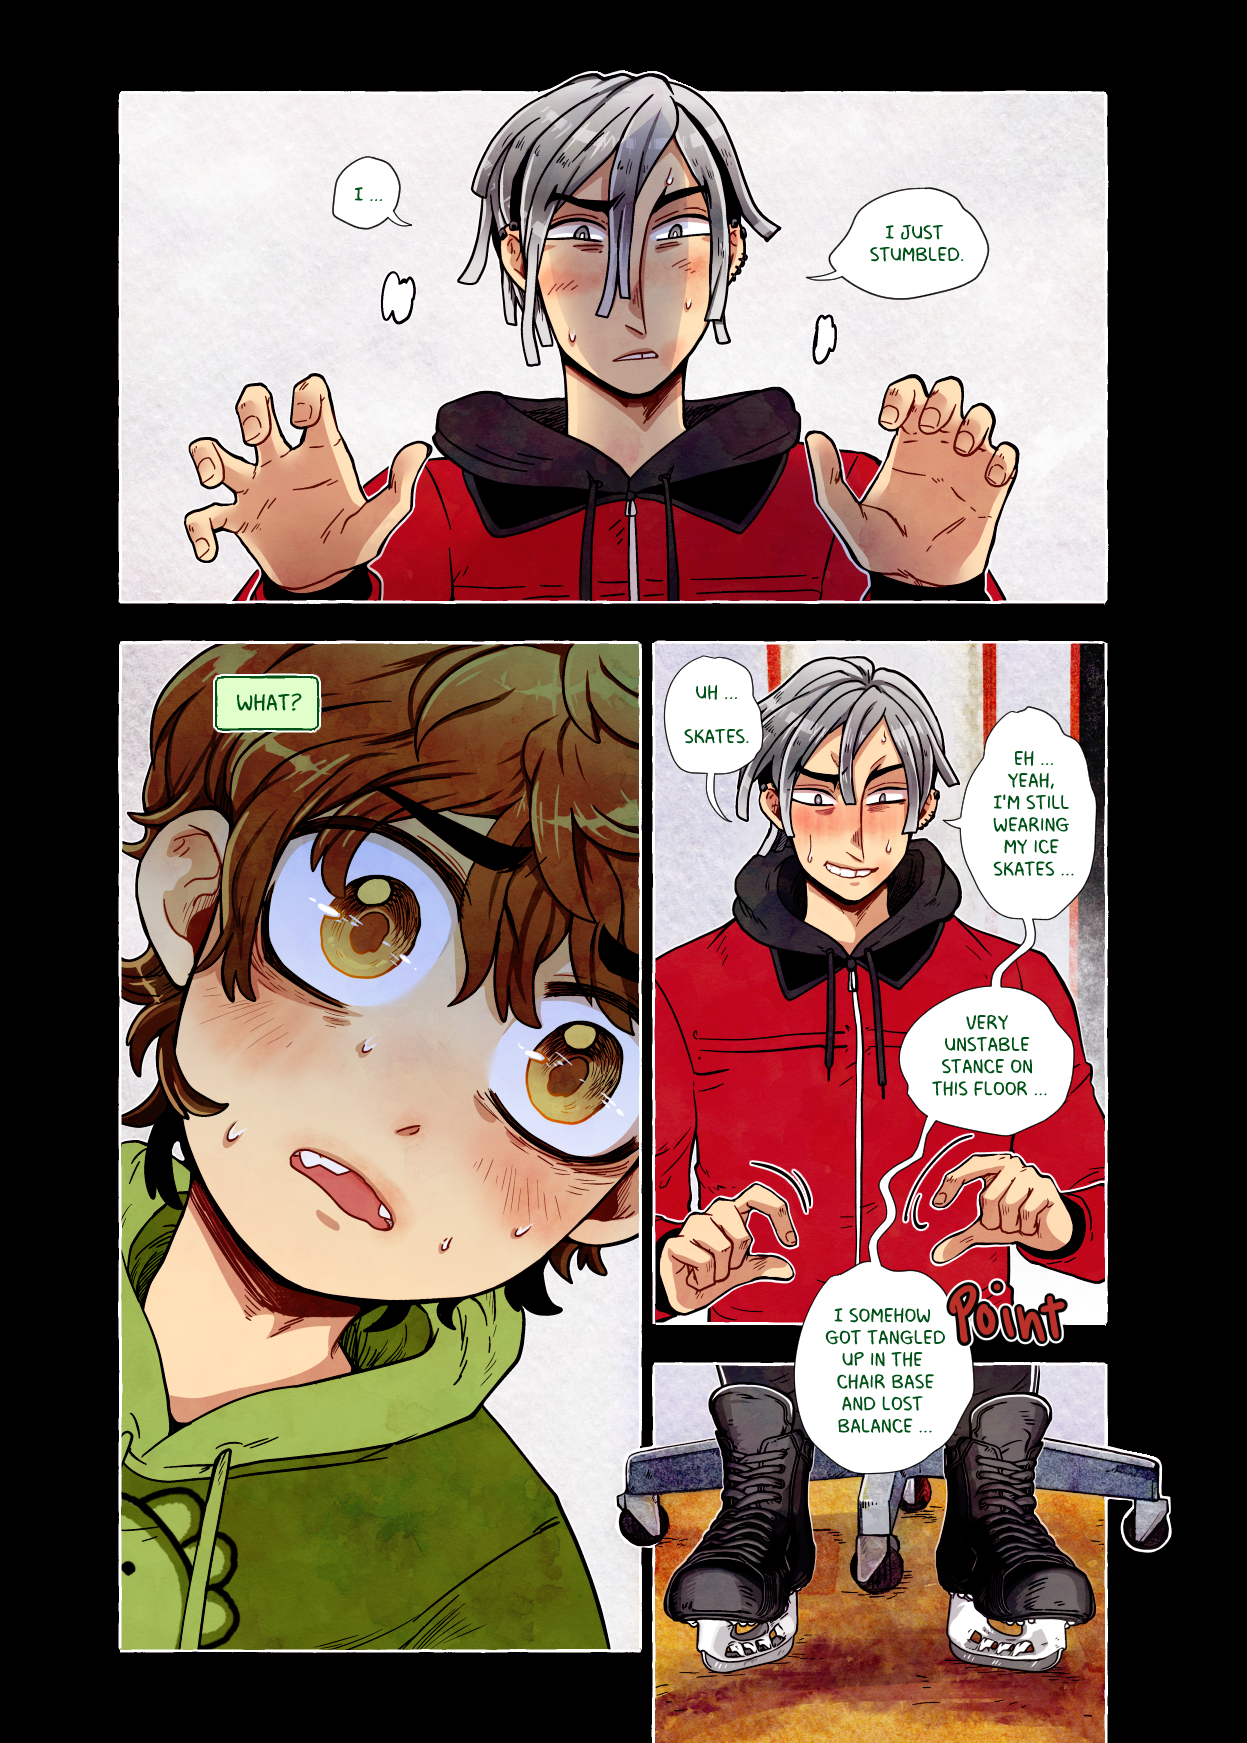 I ...
I JUST
STUMBLED.
WHAT?
UH ...
SKATES.
EH ...
YEAH,
I'M STILL
WEARING
MY ICE
SKATES ...
VERY
UNSTABLE
STANCE ON
THIS FLOOR ...
I SOMEHOW
GOT TANGLED
UP IN THE
CHAIR BASE
AND LOST
BALANCE ...
Point